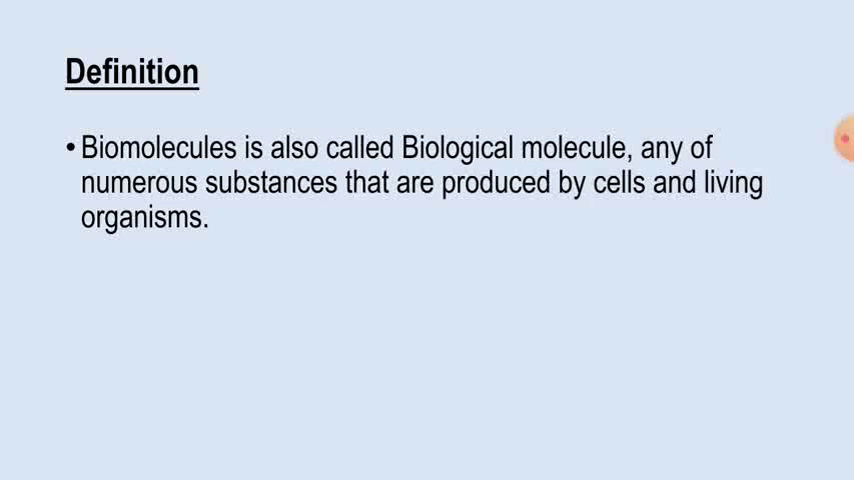 Definition
• Biomolecules is also called Biological molecule, any of
numerous substances that are produced by cells and living
organisms.